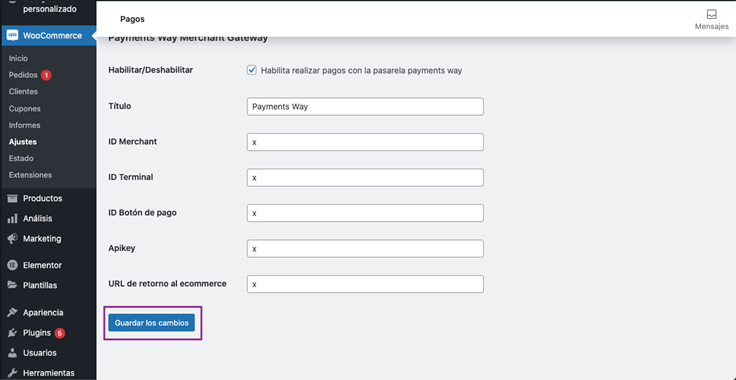 personalizado
WooCommerce
Inicio
Pedidos 1
Clientes
Cupones
Informes
Ajustes
Estado
Extensiones
Productos
Análisis
Marketing
Elementor
Plantillas
Apariencia
Plugins 5
Usuarios
Herramientas
Pagos
Mensajes
Payments Way Merchant Gateway
Habilitar/Deshabilitar Habilita realizar pagos con la pasarela payments way
Título Payments Way
ID Merchant x
ID Terminal x
ID Botón de pago x
Apikey x
URL de retorno al ecommerce x
Guardar los cambios